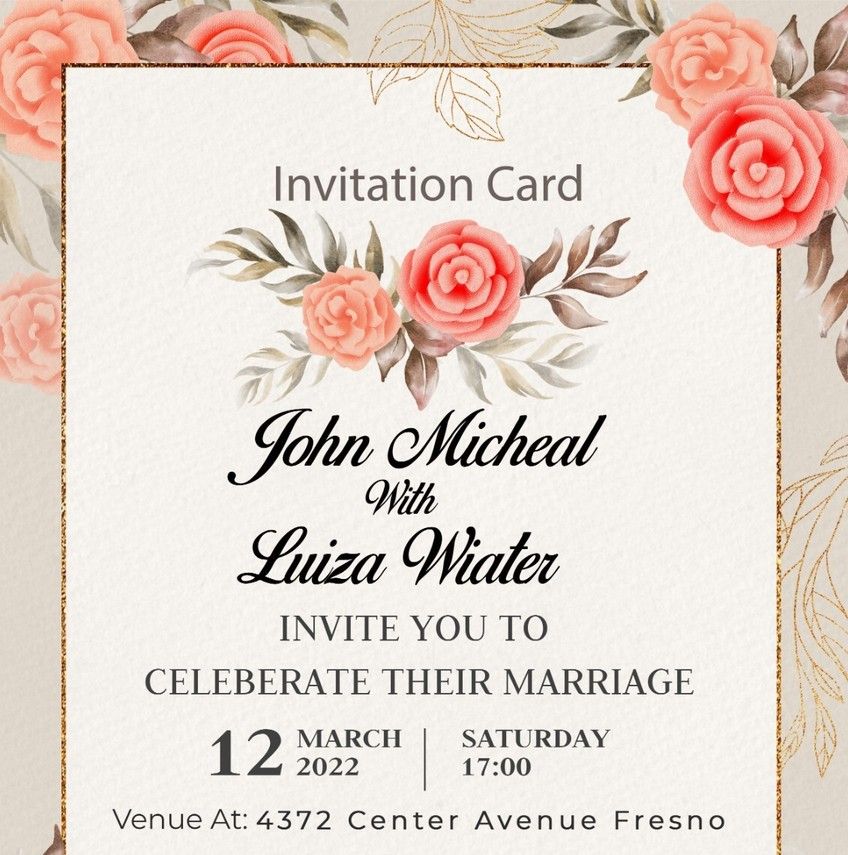 Invitation Card
John Micheal
With
Luiza Wiater
INVITE YOU TO
CELEBERATE THEIR MARRIAGE
12 MARCH 2022 | SATURDAY 17:00
Venue At: 4372 Center Avenue Fresno